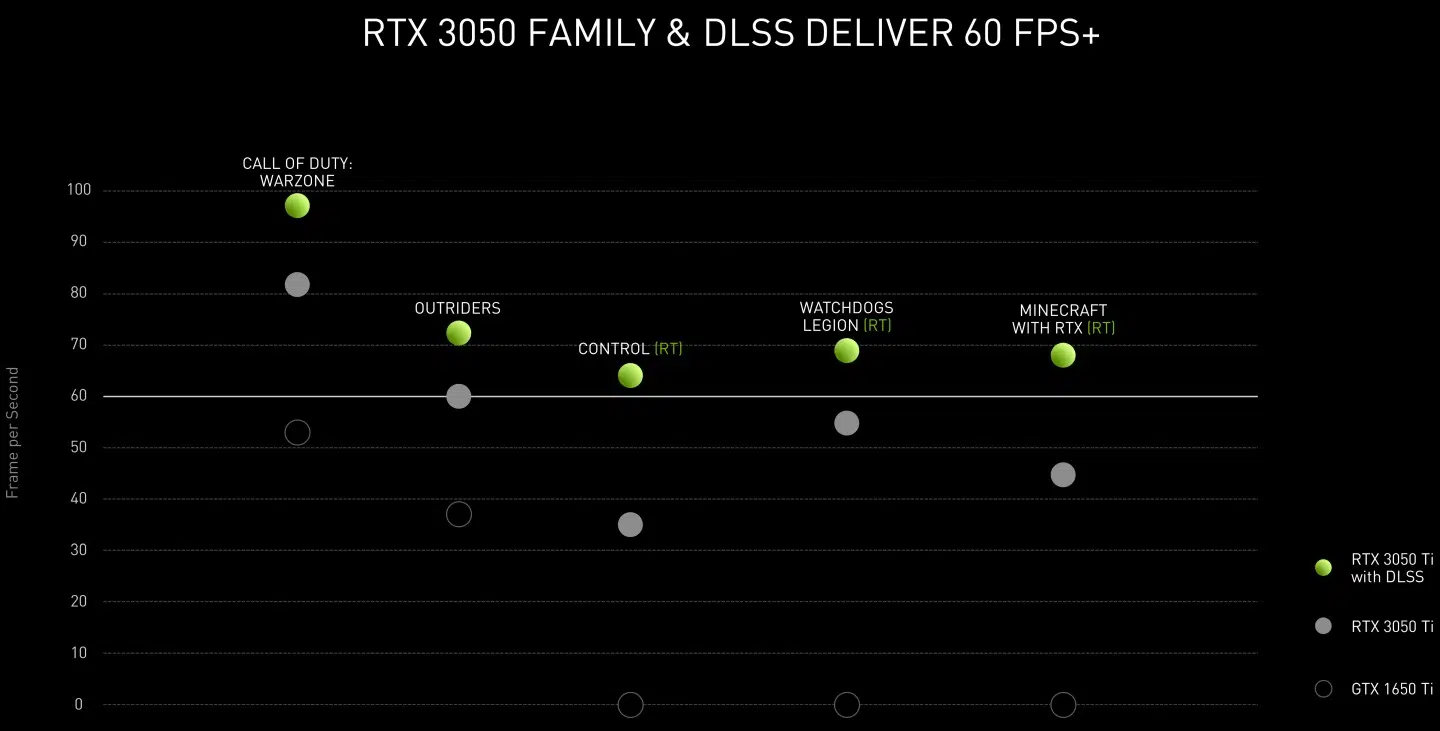 RTX 3050 FAMILY & DLSS DELIVER 60 FPS+
CALL OF DUTY:
WARZONE
OUTRIDERS
CONTROL (RT)
WATCHDOGS
LEGION (RT)
MINECRAFT
WITH RTX (RT)
100
90
80
70
60
50
40
30
20
10
0
Frame per Second
RTX 3050 Ti
with DLSS
RTX 3050 Ti
GTX 1650 Ti